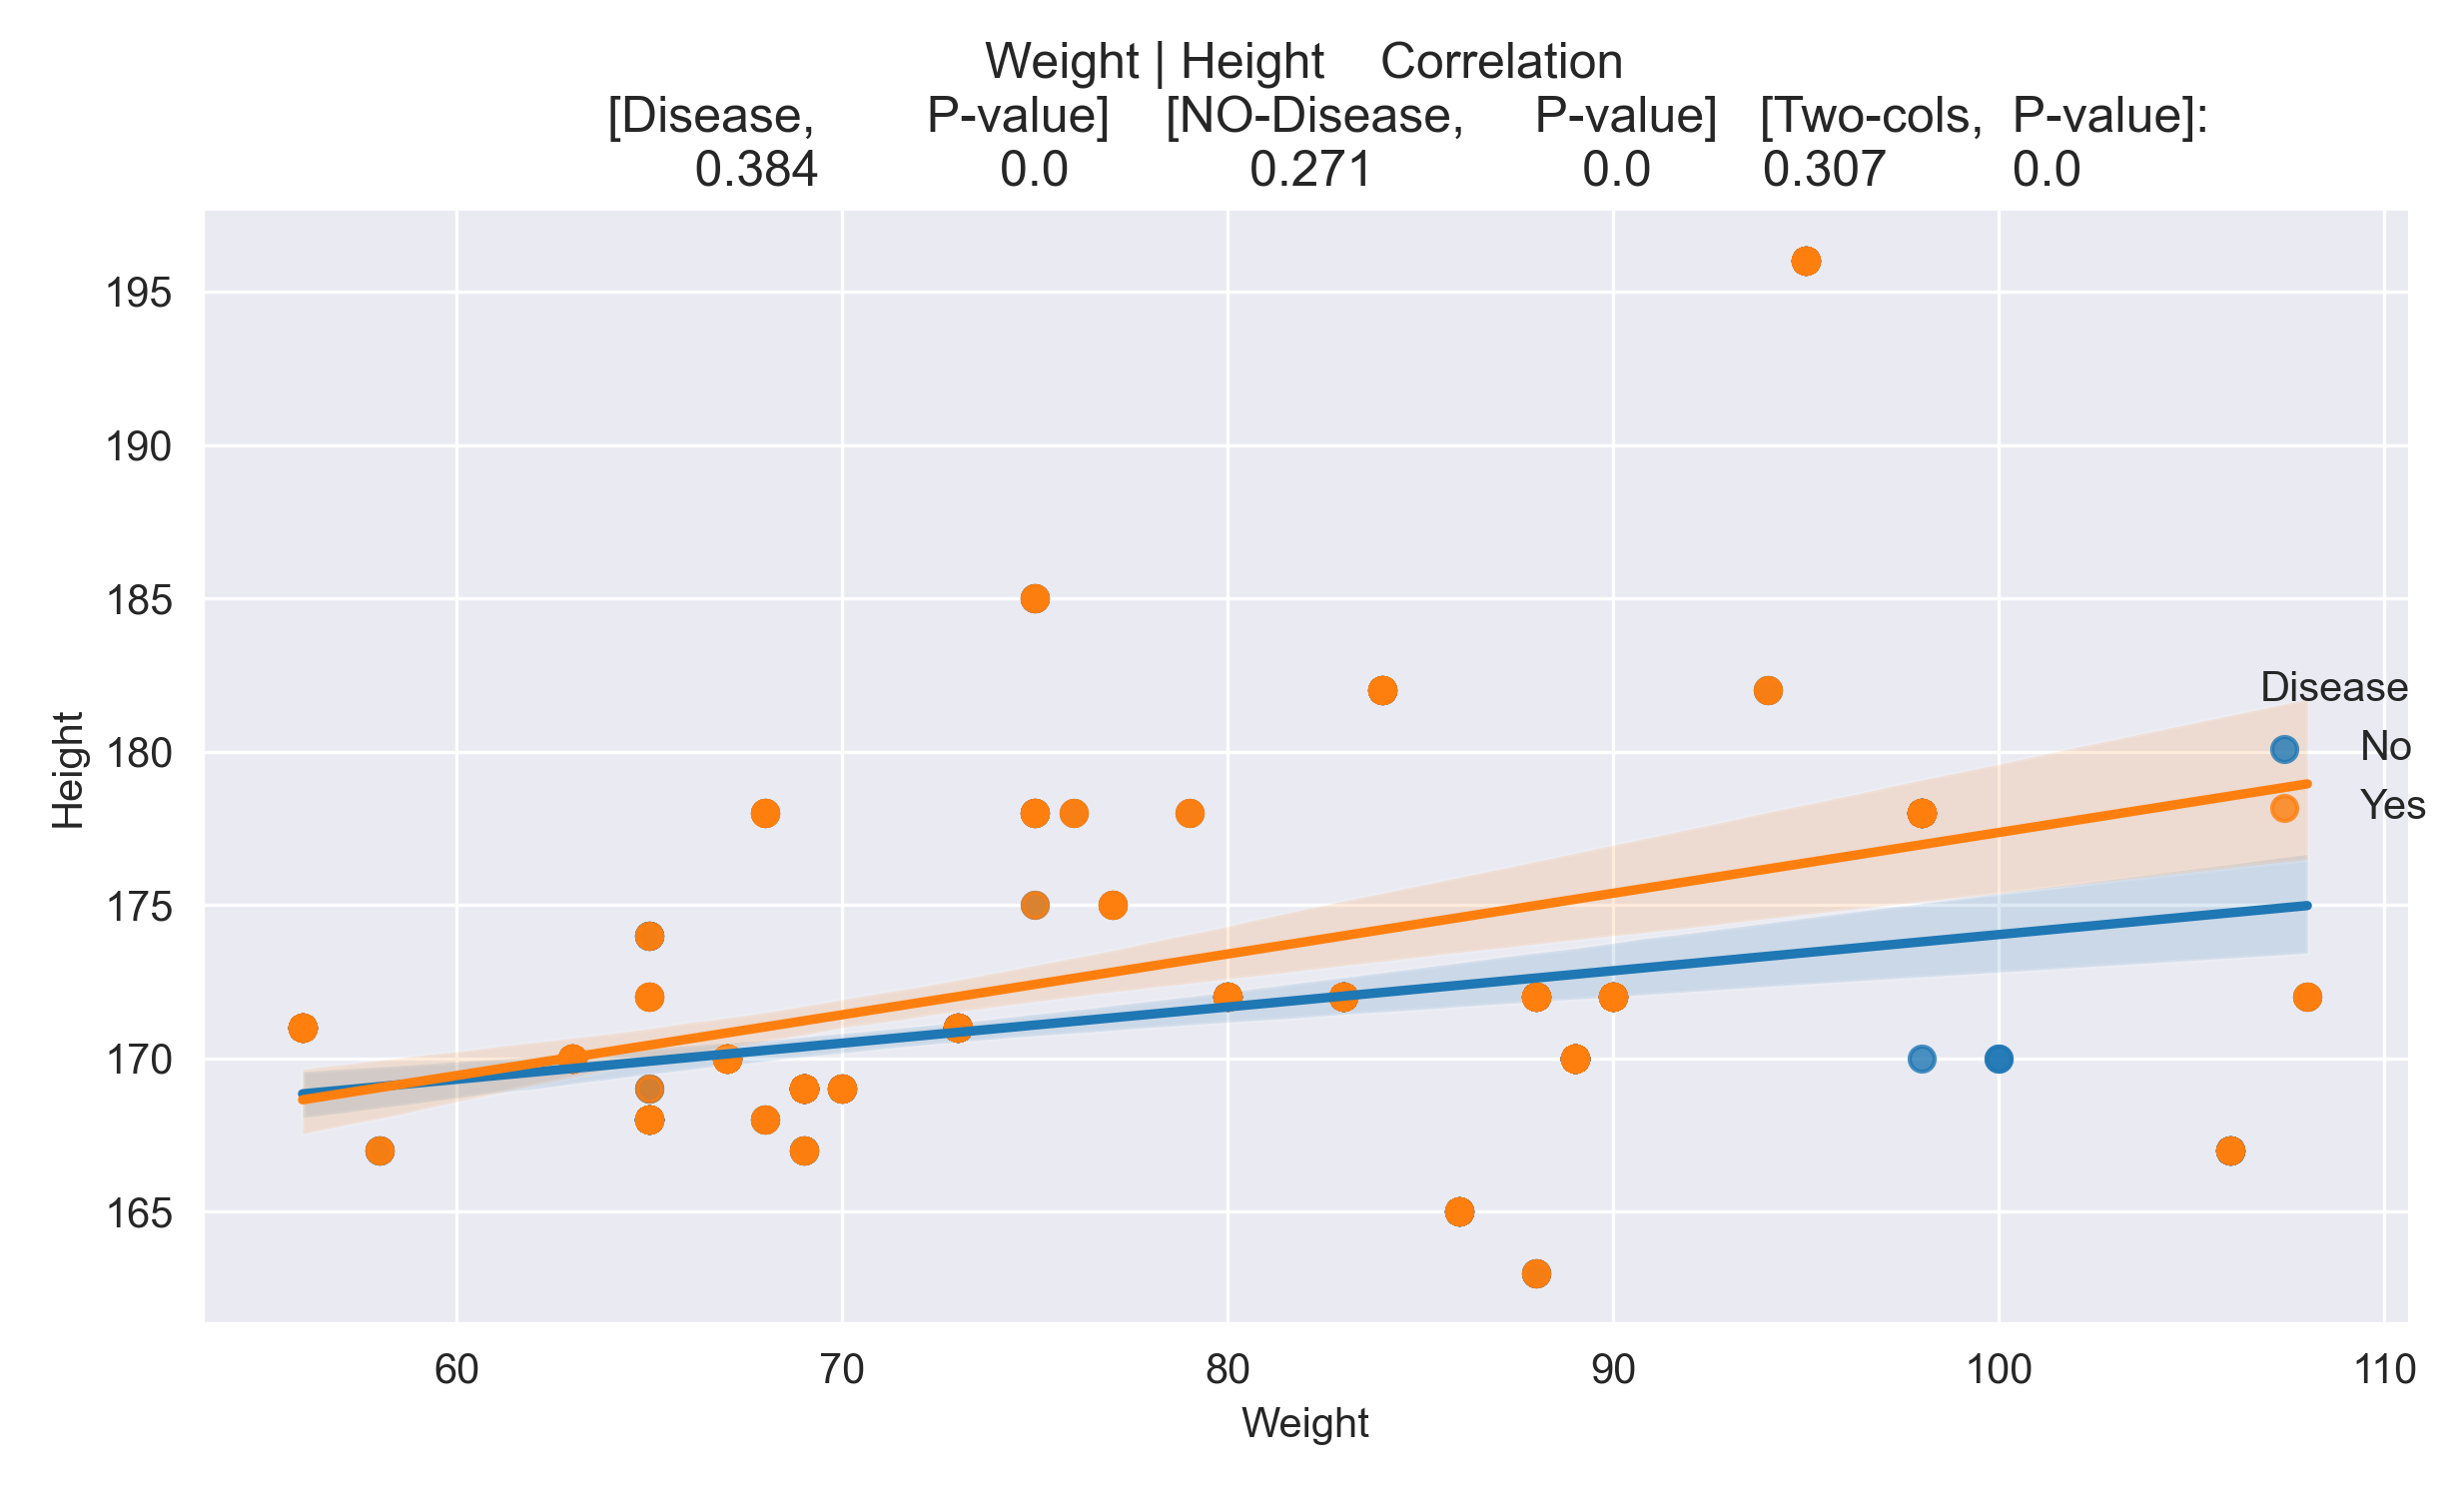 Weight | Height    Correlation
[Disease,        P-value]    [NO-Disease,     P-value]   [Two-cols,  P-value]:
0.384             0.0             0.271               0.0        0.307         0.0
195
190
185
180
175
170
165
Height
Disease
No
Yes
60 70 80 90 100 110
Weight